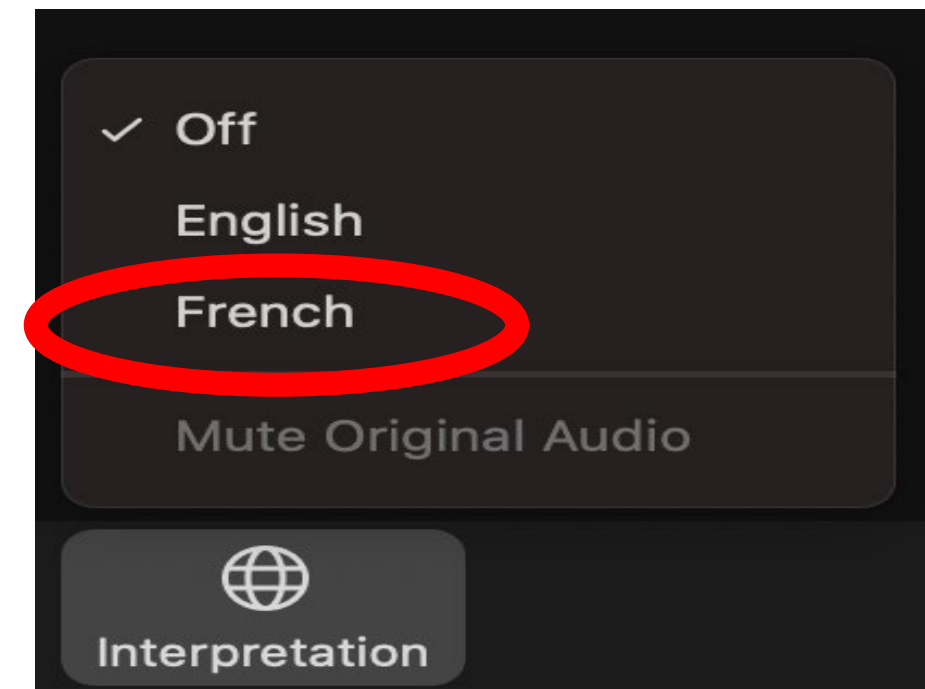 Off
English
French
Mute Original Audio
Interpretation